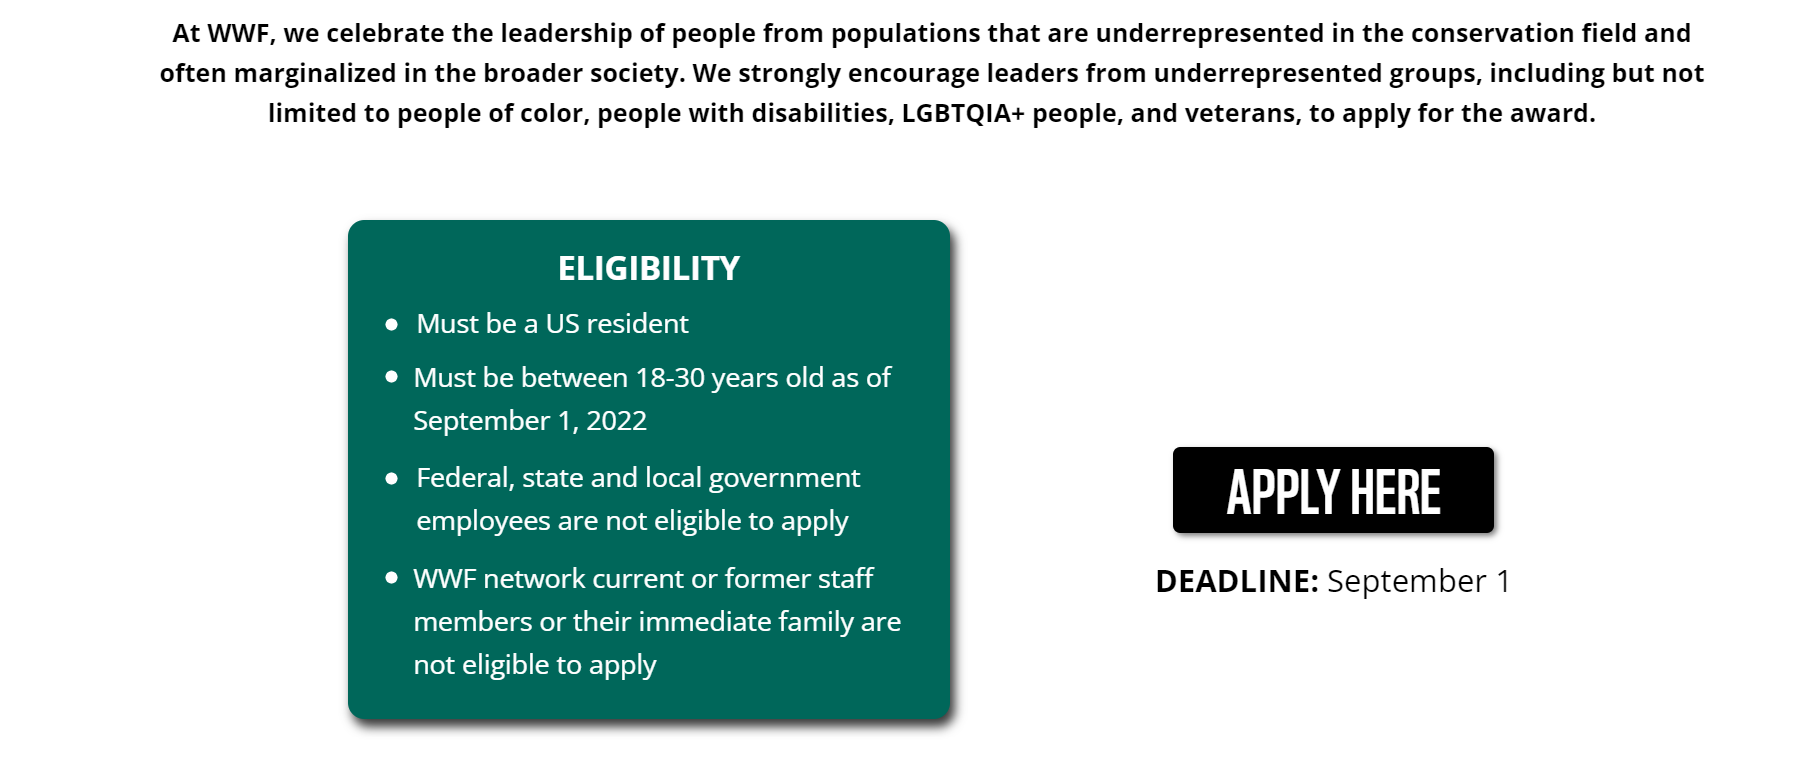 At WWF, we celebrate the leadership of people from populations that are underrepresented in the conservation field and
often marginalized in the broader society. We strongly encourage leaders from underrepresented groups, including but not
limited to people of color, people with disabilities, LGBTQIA+ people, and veterans, to apply for the award.
ELIGIBILITY
Must be a US resident
Must be between 18-30 years old as of
September 1, 2022
Federal, state and local government
employees are not eligible to apply
WWF network current or former staff
members or their immediate family are
not eligible to apply
APPLY HERE
DEADLINE: September 1